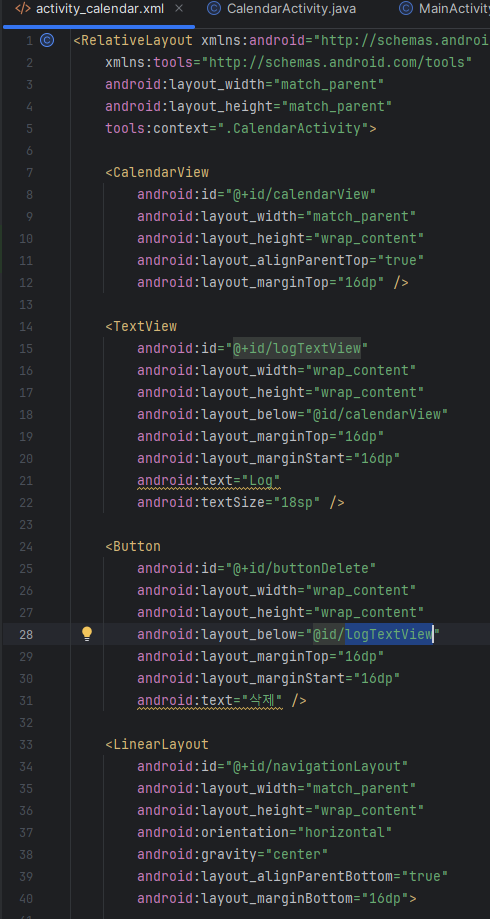 activity_calendar.xml CalendarActivity.java MainActivity
1 <RelativeLayout xmlns:android="http://schemas.androi
2 xmlns:tools="http://schemas.android.com/tools"
3 android:layout_width="match_parent"
4 android:layout_height="match_parent"
5 tools:context=".CalendarActivity">
6
7 <CalendarView
8 android:id="@+id/calendarView"
9 android:layout_width="match_parent"
10 android:layout_height="wrap_content"
11 android:layout_alignParentTop="true"
12 android:layout_marginTop="16dp" />
13
14 <TextView
15 android:id="@+id/logTextView"
16 android:layout_width="wrap_content"
17 android:layout_height="wrap_content"
18 android:layout_below="@id/calendarView"
19 android:layout_marginTop="16dp"
20 android:layout_marginStart="16dp"
21 android:text="Log"
22 android:textSize="18sp" />
23
24 <Button
25 android:id="@+id/buttonDelete"
26 android:layout_width="wrap_content"
27 android:layout_height="wrap_content"
28 android:layout_below="@id/logTextView"
29 android:layout_marginTop="16dp"
30 android:layout_marginStart="16dp"
31 android:text="삭제" />
32
33 <LinearLayout
34 android:id="@+id/navigationLayout"
35 android:layout_width="match_parent"
36 android:layout_height="wrap_content"
37 android:orientation="horizontal"
38 android:gravity="center"
39 android:layout_alignParentBottom="true"
40 android:layout_marginBottom="16dp">